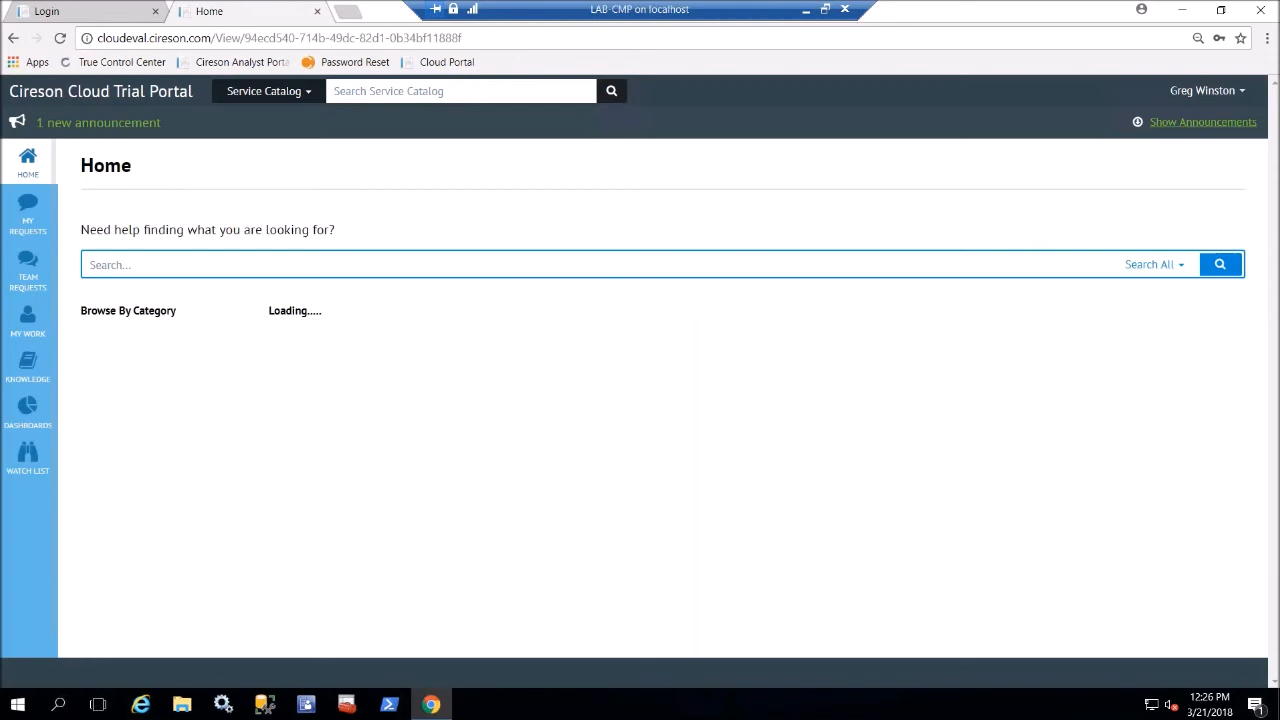 Login
Home
LAB-CMP on localhost
cloudeval.cireson.com/View/94ecd540-714b-49dc-82d1-0b34bf11888f
Apps
True Control Center
Cireson Analyst Port
Password Reset
Cloud Portal
Cireson Cloud Trial Portal
Service Catalog
Search Service Catalog
Greg Winston
1 new announcement
Show Announcements
HOME
MY
REQUESTS
TEAM
REQUESTS
MY WORK
KNOWLEDGE
DASHBOARDS
WATCH LIST
Home
Need help finding what you are looking for?
Search...
Search All
Browse By Category
Loading.....
12:26 PM
3/21/2018
1